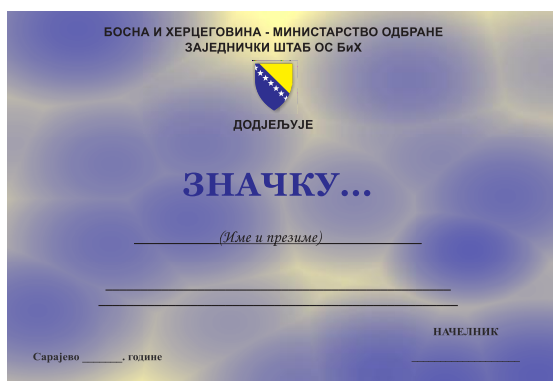 БОСНА И ХЕРЦЕГОВИНА - МИНИСТАРСТВО ОДБРАНЕ
ЗАЈЕДНИЧКИ ШТАБ ОС БиХ
ДОДЈЕЉУЈЕ
ЗНАЧКУ...
(Име и презиме)
НАЧЕЛНИК
Сарајево _______. године